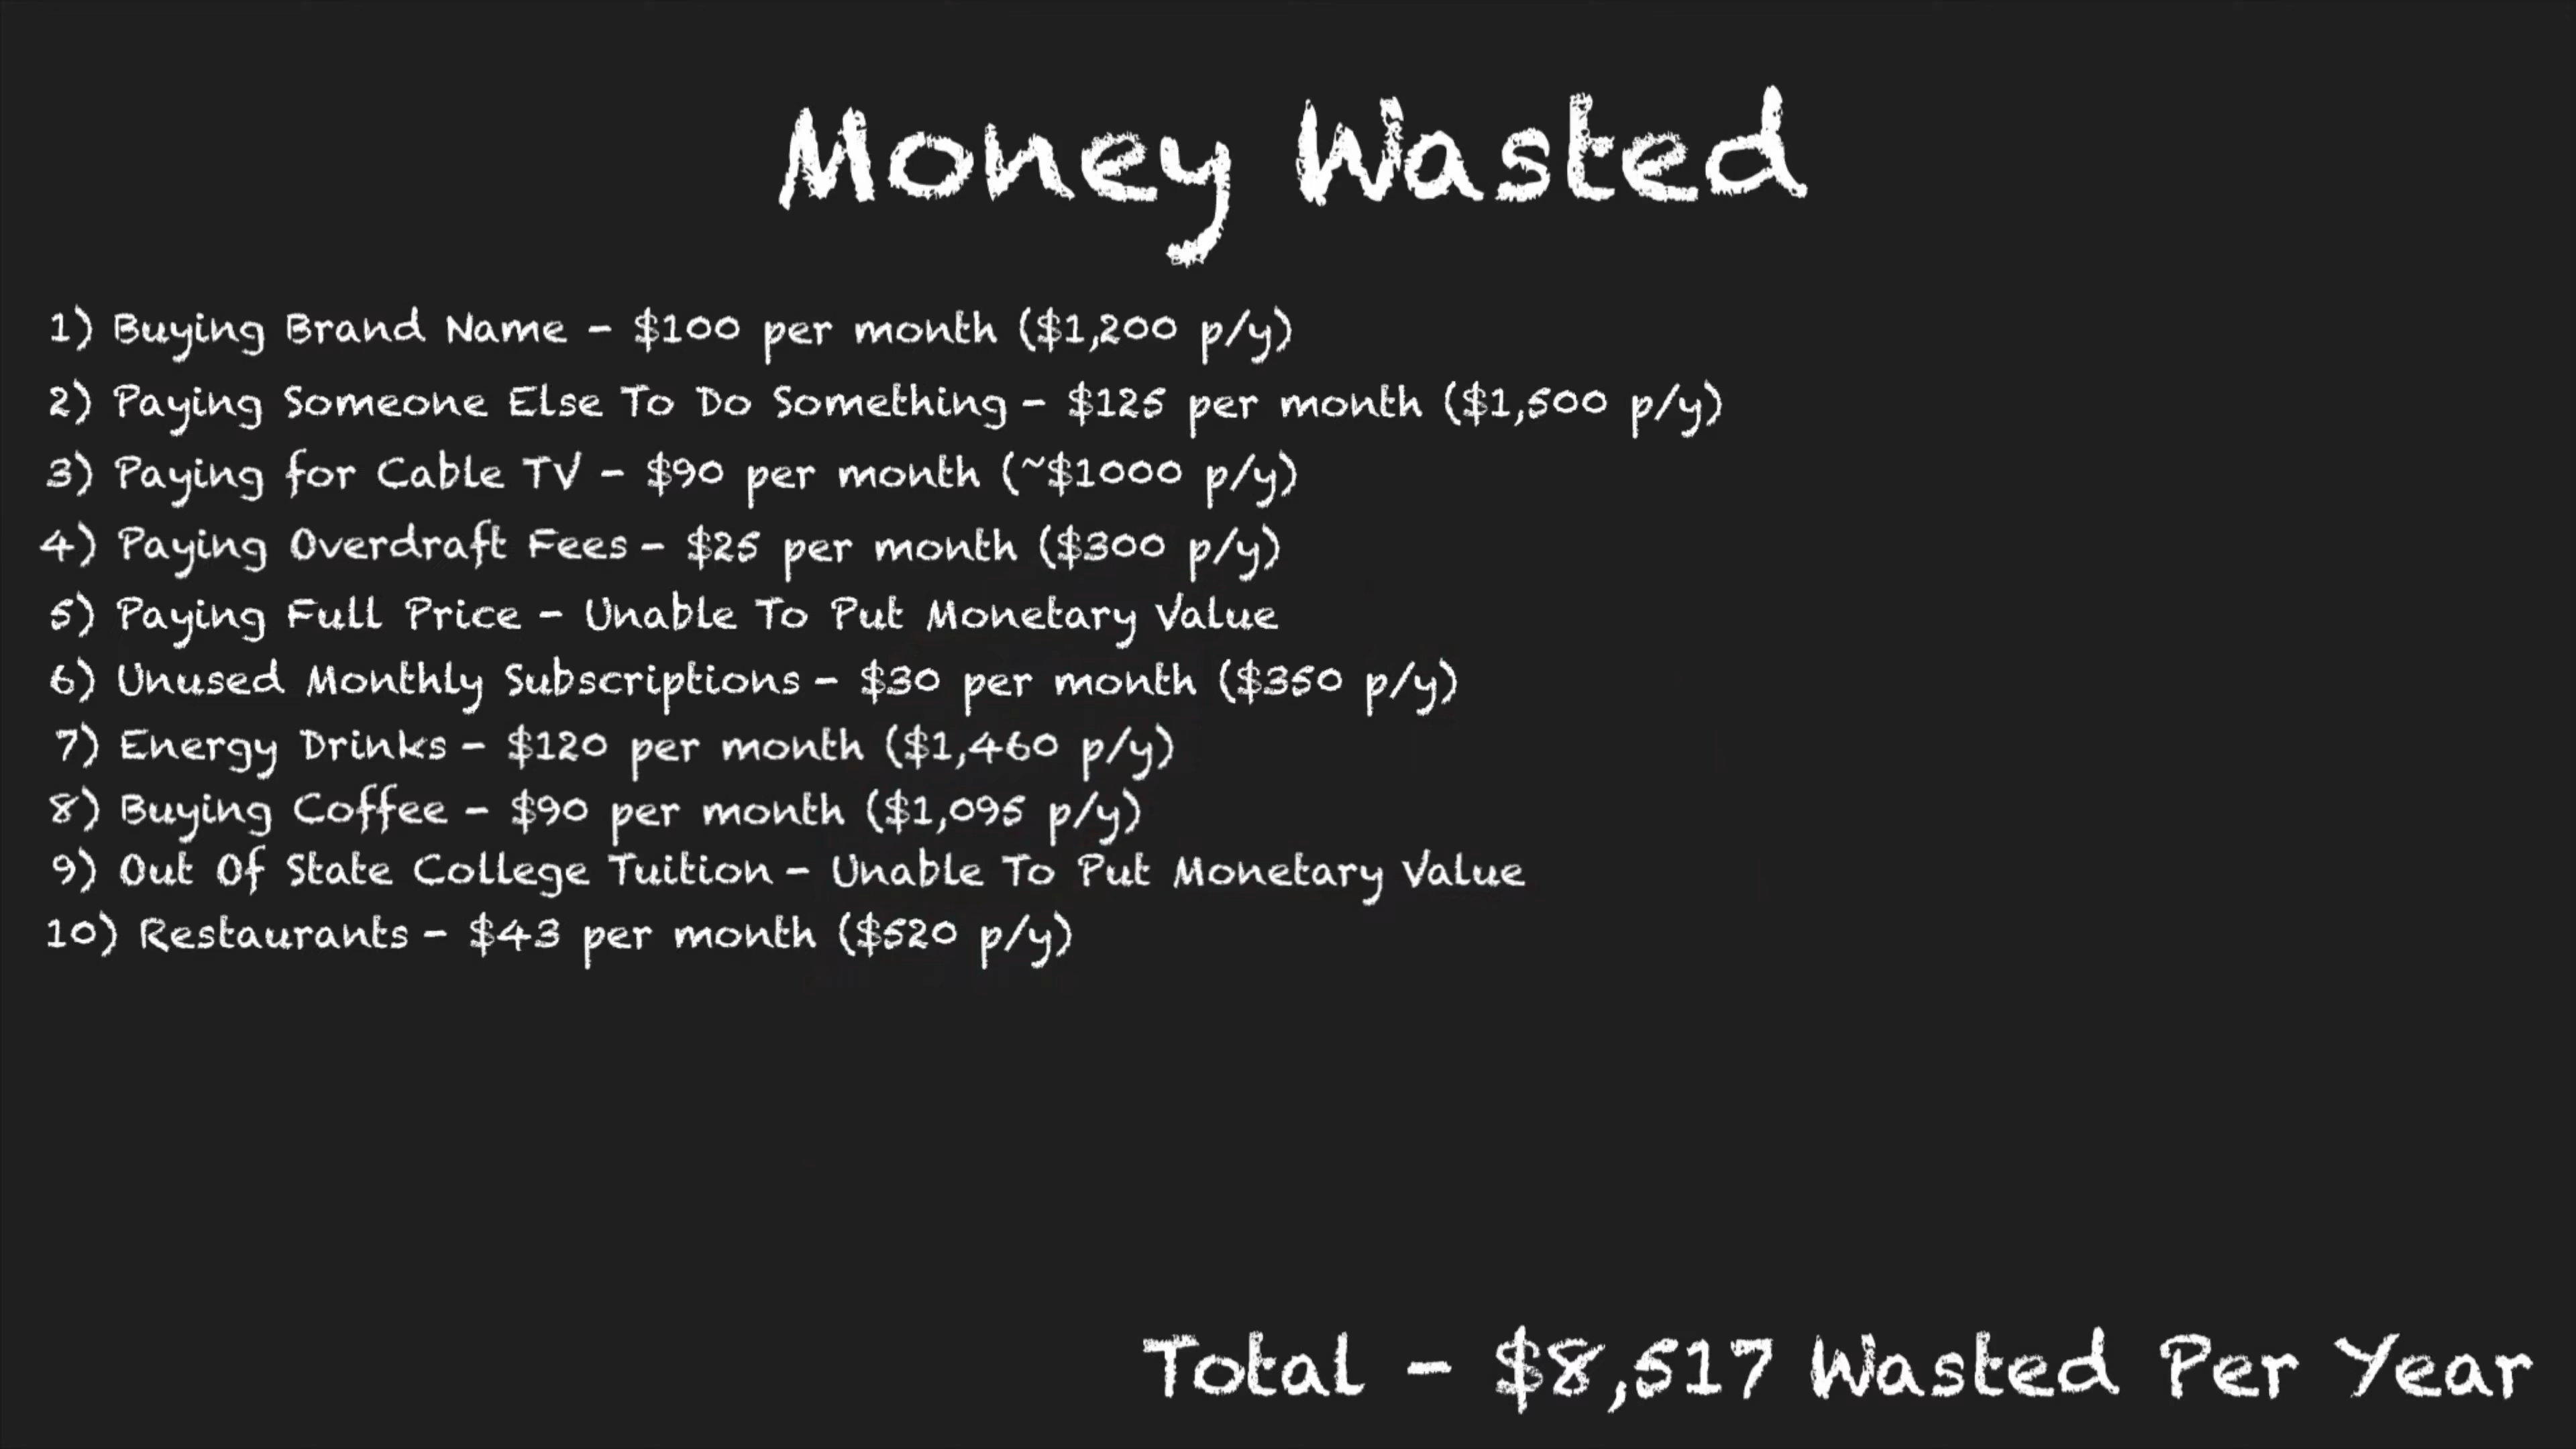 Money Wasted
1) Buying Brand Name - $100 per month ($1,200 p/y)
2) Paying Someone Else To Do Something - $125 per month ($1,500 p/y)
3) Paying for Cable TV - $90 per month (~$1000 p/y)
4) Paying Overdraft Fees - $25 per month ($300 p/y)
5) Paying Full Price - Unable To Put Monetary Value
6) Unused Monthly Subscriptions - $30 per month ($350 p/y)
7) Energy Drinks - $120 per month ($1,460 p/y)
8) Buying Coffee - $90 per month ($1,095 p/y)
9) Out Of State College Tuition - Unable To Put Monetary Value
10) Restaurants - $43 per month ($520 p/y)
Total - $8,517 Wasted Per Year